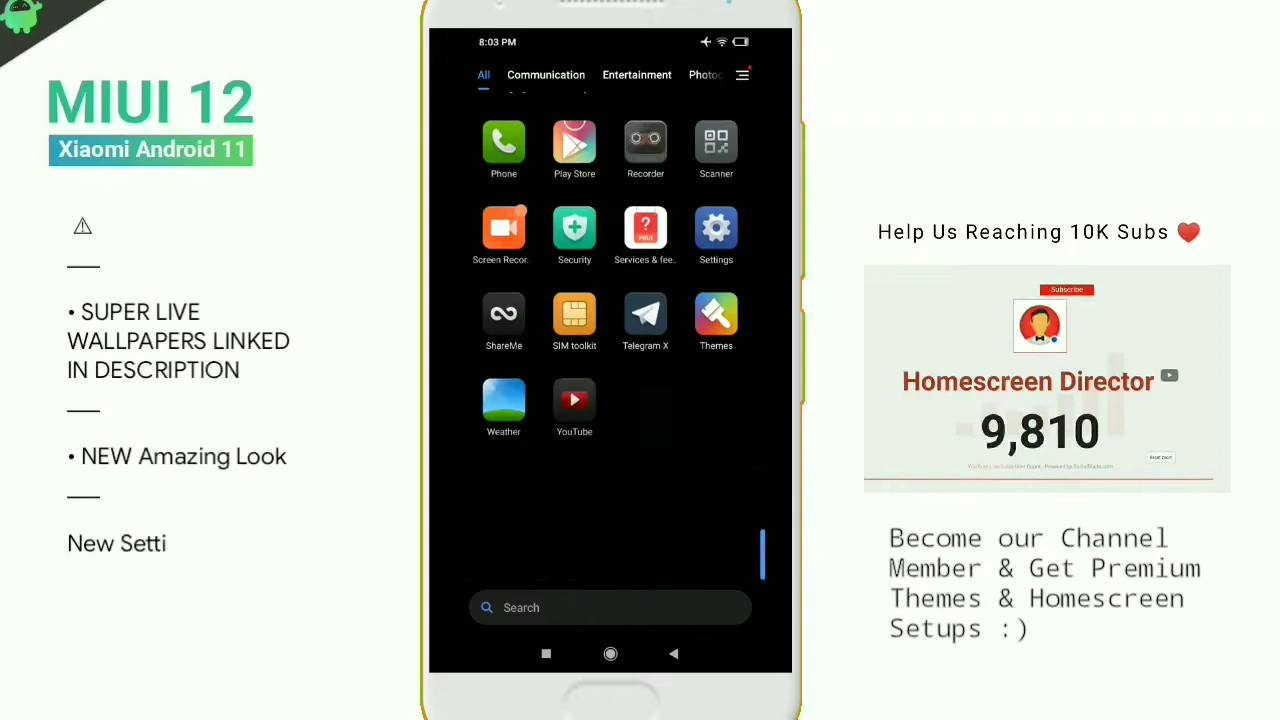 MIUI 12
Xiaomi Android 11
• SUPER LIVE
WALLPAPERS LINKED
IN DESCRIPTION
• NEW Amazing Look
New Setti
8:03 PM
All Communication Entertainment Photo
Phone Play Store Recorder Scanner
MIUI
Screen Recor.. Security Services & fee.. Settings
ShareMe SIM toolkit Telegram X Themes
Weather YouTube
Search
Help Us Reaching 10K Subs ❤
Subscribe
Homescreen Director
9,810
Become our Channel
Member & Get Premium
Themes & Homescreen
Setups :)